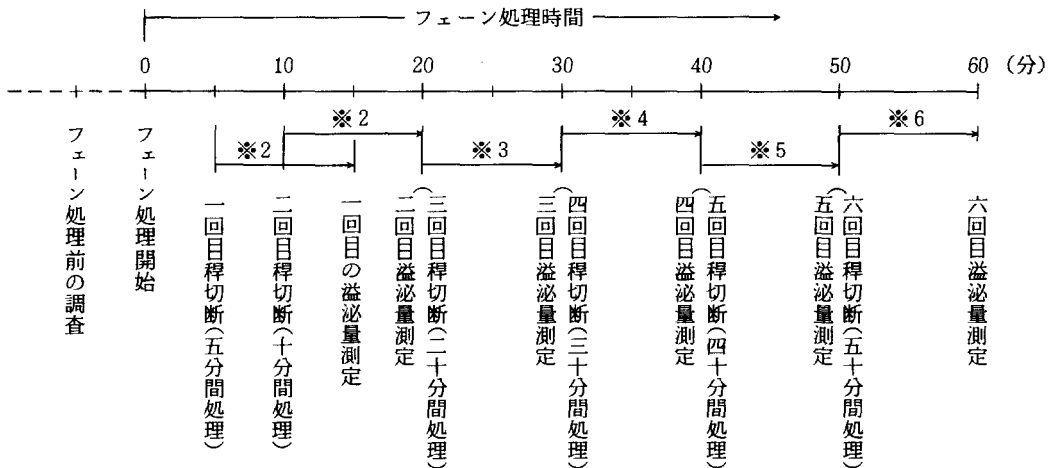 フェーン処理時間
0 10 20 30 40 50 60 (分)
※2 ※4 ※6
※2 ※3 ※5
フェーン処理前の調査
フェーン処理開始
一回目稈切断(五分間処理)
二回目稈切断(十分間処理)
一回目の溢泌量測定
二回目溢泌量測定
三回目稈切断(二十分間処理)
三回目溢泌量測定
四回目稈切断(三十分間処理)
四回目溢泌量測定
五回目稈切断(四十分間処理)
五回目溢泌量測定
六回目稈切断(五十分間処理)
六回目溢泌量測定